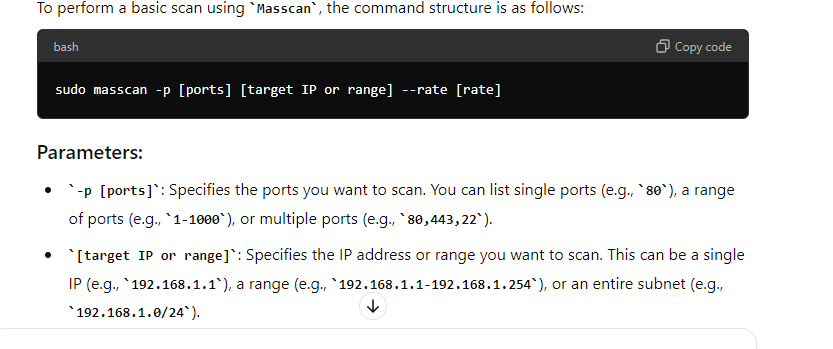 To perform a basic scan using `Masscan`, the command structure is as follows:
bash
Copy code
sudo masscan -p [ports] [target IP or range] --rate [rate]
Parameters:
• `-p [ports]`: Specifies the ports you want to scan. You can list single ports (e.g., `80`), a range
of ports (e.g., `1-1000`), or multiple ports (e.g., `80,443,22`).
• `[target IP or range]`: Specifies the IP address or range you want to scan. This can be a single
IP (e.g., `192.168.1.1`), a range (e.g., `192.168.1.1-192.168.1.254`), or an entire subnet (e.g.,
`192.168.1.0/24`).